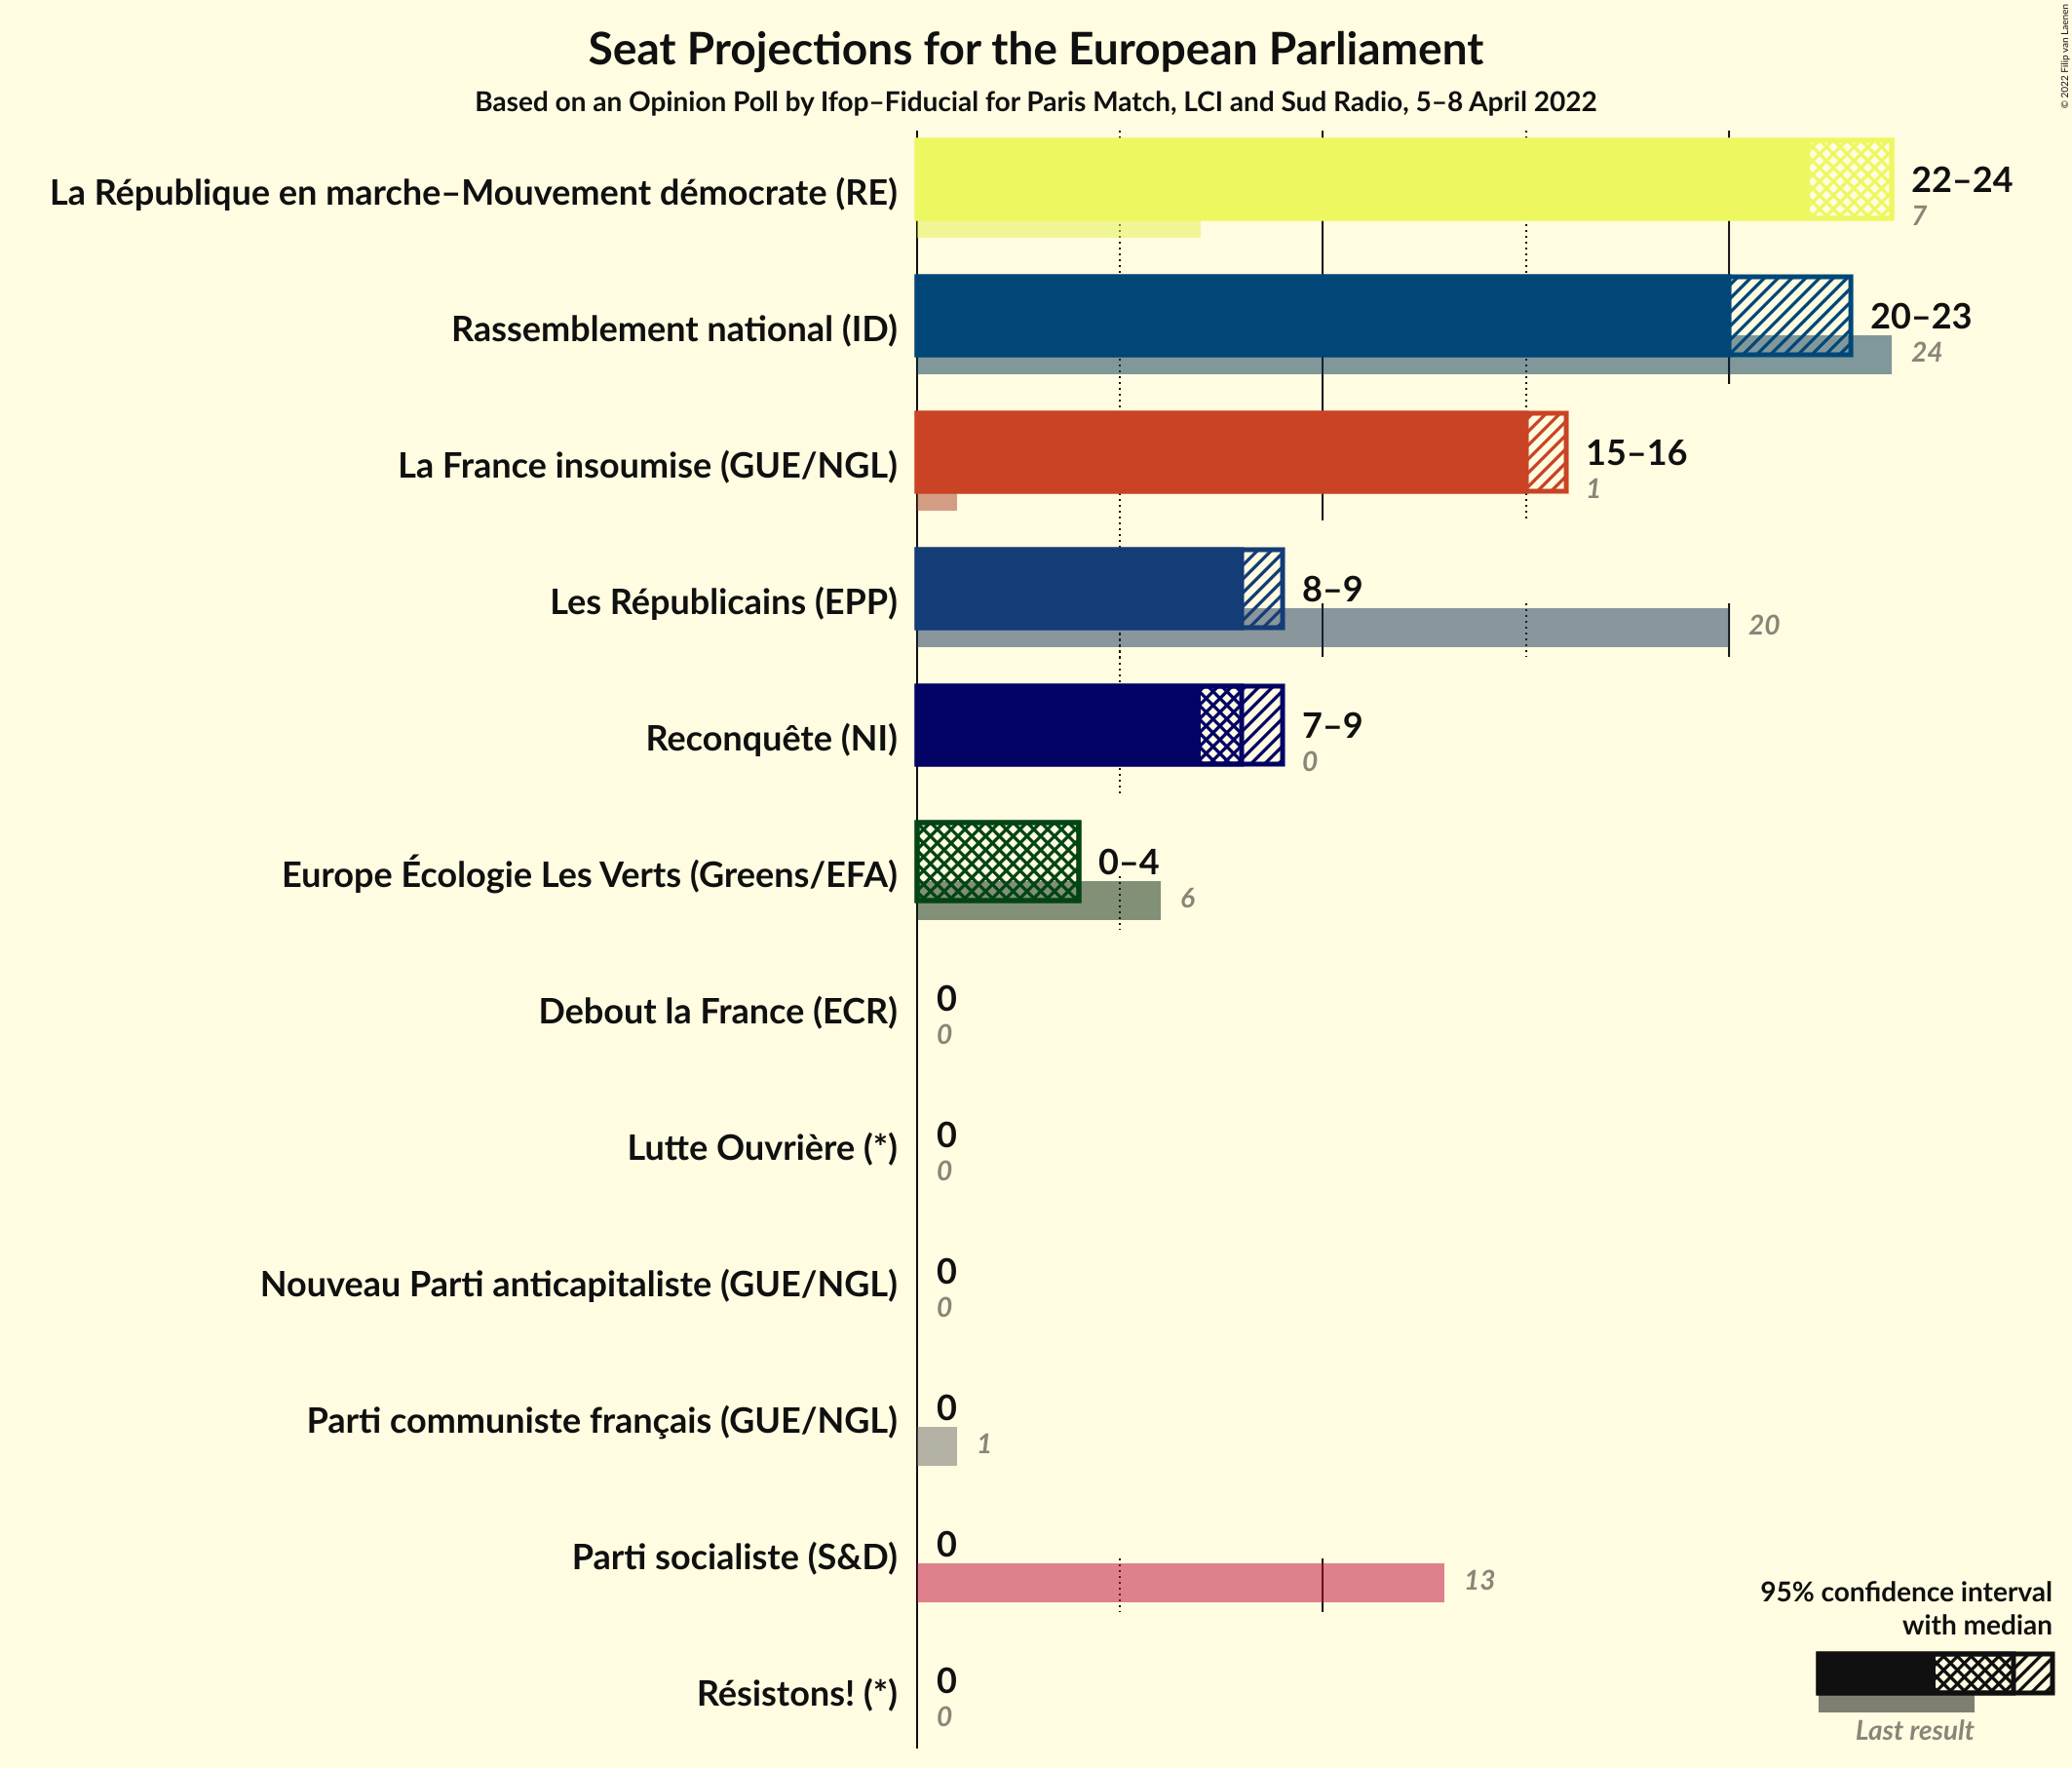 Seat Projections for the European Parliament
Based on an Opinion Poll by Ifop–Fiducial for Paris Match, LCI and Sud Radio, 5–8 April 2022
© 2022 Filip van Laenen
La République en marche–Mouvement démocrate (RE)
22–24
7
Rassemblement national (ID)
20–23
24
La France insoumise (GUE/NGL)
15–16
1
Les Républicains (EPP)
8–9
20
Reconquête (NI)
7–9
0
Europe Écologie Les Verts (Greens/EFA)
0–4
6
Debout la France (ECR)
0
0
Lutte Ouvrière (*)
0
0
Nouveau Parti anticapitaliste (GUE/NGL)
0
0
Parti communiste français (GUE/NGL)
0
1
Parti socialiste (S&D)
0
13
Résistons! (*)
0
0
95% confidence interval
with median
Last result